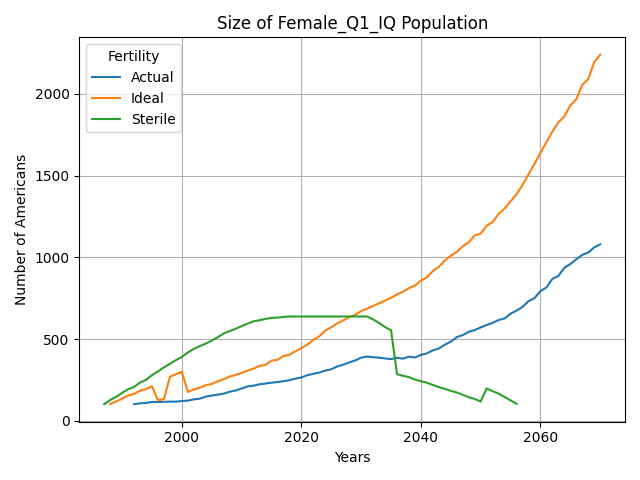 Size of Female_Q1_IQ Population
Fertility
Actual
Ideal
Sterile
Number of Americans
2000
1500
1000
500
0
2000
2020
2040
2060
Years